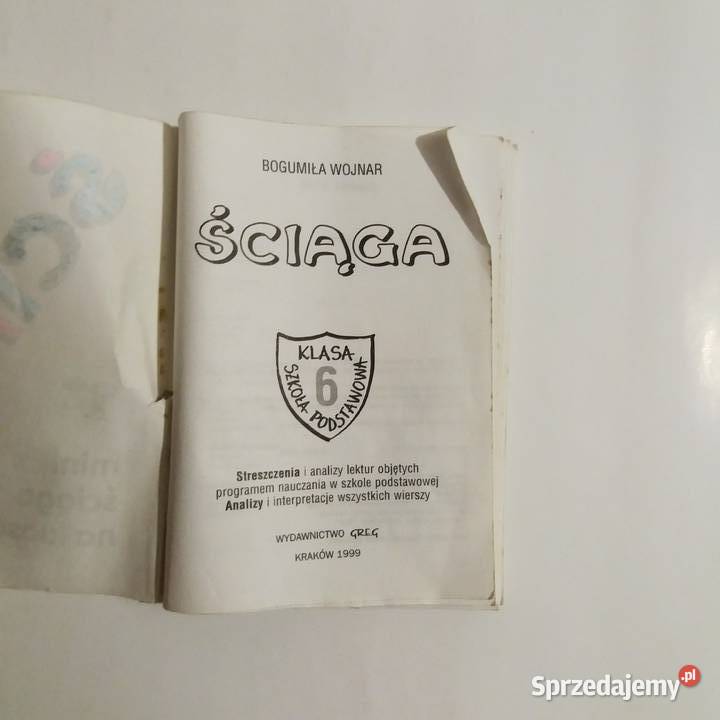 BOGUMIŁA WOJNAR
ŚCIĄGA
KLASA
6
SZKOŁA PODSTAWOWA
Streszczenia i analizy lektur objętych
programem nauczania w szkole podstawowej
Analizy i interpretacje wszystkich wierszy
WYDAWNICTWO GREG
KRAKÓW 1999
Sprzedajemy.pl